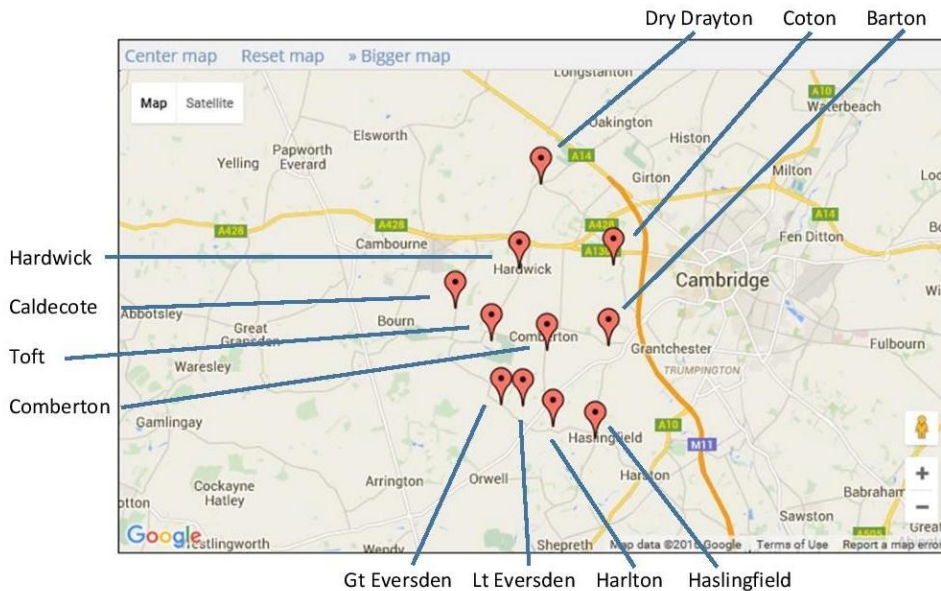 Dry Drayton
Coton
Barton
Center map
Reset map
» Bigger map
Longstanton
Map
Satellite
A10
Waterbeach
Oakington
Elsworth
Histon
Papworth
Everard
Yelling
A14
Milton
Girton
A428
A428
A428
A14
Cambourne
Fen Ditton
Hardwick
Hardwick
Cambridge
Caldecote
Abbotsley
Great
Gransden
Bourn
Comberton
Grantchester
Fulbourn
Toft
Waresley
TRUMPINGTON
Comberton
Gamlingay
A10
Haslingfield
M11
Arrington
Orwell
Harston
Cockayne
Hatley
Babraham
Sawston
Google
Wendy
Shepreth
Map data ©2016 Google
Terms of Use
Report a map error
Gt Eversden
Lt Eversden
Harlton
Haslingfield